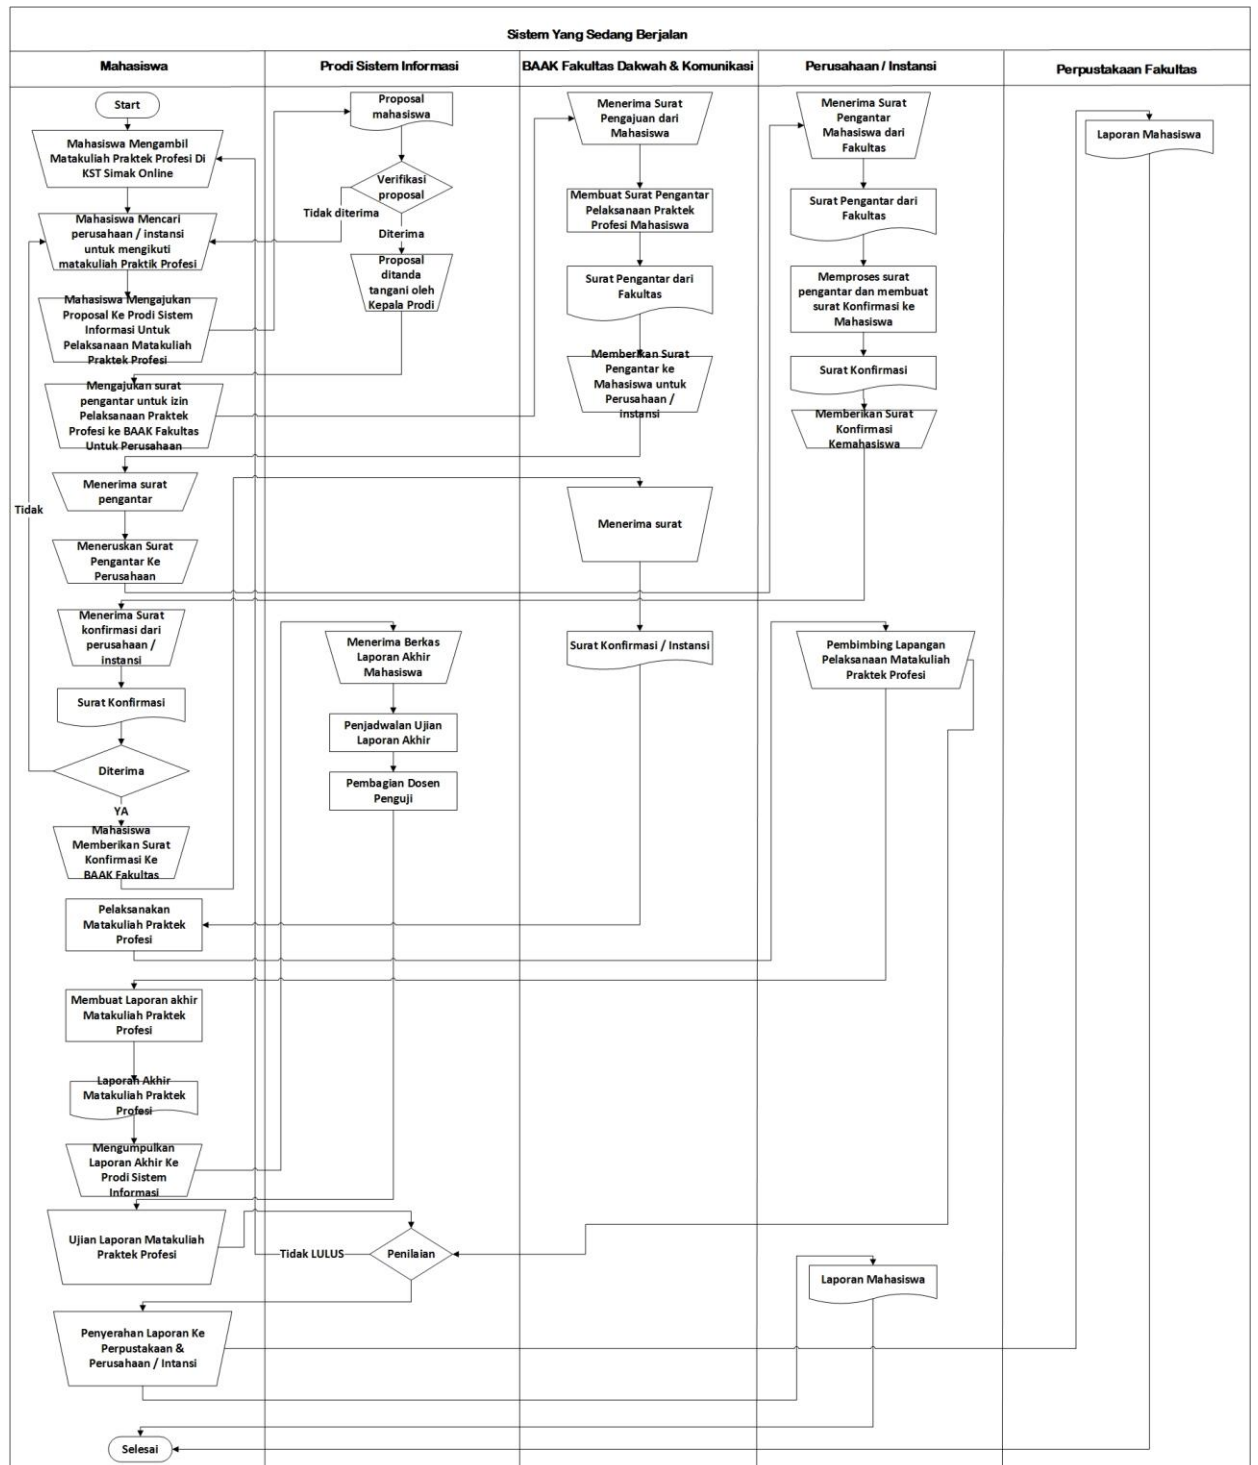 Sistem Yang Sedang Berjalan
Mahasiswa
Prodi Sistem Informasi
BAAK Fakultas Dakwah & Komunikasi
Perusahaan / Instansi
Perpustakaan Fakultas
Start
Mahasiswa Mengambil
Matakuliah Praktek Profesi Di
KST Simak Online
Mahasiswa Mencari
perusahaan / instansi
untuk mengikuti
matakuliah Praktik Profesi
Mahasiswa Mengajukan
Proposal Ke Prodi Sistem
Informasi Untuk
Pelaksanaan Matakuliah
Praktek Profesi
Mengajukan surat
pengantar untuk izin
Pelaksanaan Praktek
Profesi ke BAAK Fakultas
Untuk Perusahaan
Menerima surat
pengantar
Tidak
Meneruskan Surat
Pengantar Ke
Perusahaan
Menerima Surat
konfirmasi dari
perusahaan /
instansi
Surat Konfirmasi
Diterima
YA
Mahasiswa
Memberikan Surat
Konfirmasi Ke
BAAK Fakultas
Pelaksanakan
Matakuliah Praktek
Profesi
Membuat Laporan akhir
Matakuliah Praktek
Profesi
Laporan Akhir
Matakuliah Praktek
Profesi
Mengumpulkan
Laporan Akhir Ke
Prodi Sistem
Informasi
Ujian Laporan Matakuliah
Praktek Profesi
Penyerahan Laporan Ke
Perpustakaan &
Perusahaan / Intansi
Selesai
Proposal
mahasiswa
Verifikasi
proposal
Tidak diterima
Diterima
Proposal
ditanda
tangani oleh
Kepala Prodi
Menerima Berkas
Laporan Akhir
Mahasiswa
Penjadwalan Ujian
Laporan Akhir
Pembagian Dosen
Penguji
Tidak LULUS
Penilaian
Menerima Surat
Pengajuan dari
Mahasiswa
Membuat Surat Pengantar
Pelaksanaan Praktek
Profesi Mahasiswa
Surat Pengantar dari
Fakultas
Memberikan Surat
Pengantar ke
Mahasiswa untuk
Perusahaan /
instansi
Menerima surat
Surat Konfirmasi / Instansi
Menerima Surat
Pengantar
Mahasiswa dari
Fakultas
Surat Pengantar dari
Fakultas
Memproses surat
pengantar dan membuat
surat Konfirmasi ke
Mahasiswa
Surat Konfirmasi
Memberikan Surat
Konfirmasi
Kemahasiswa
Pembimbing Lapangan
Pelaksanaan Matakuliah
Praktek Profesi
Laporan Mahasiswa
Laporan Mahasiswa